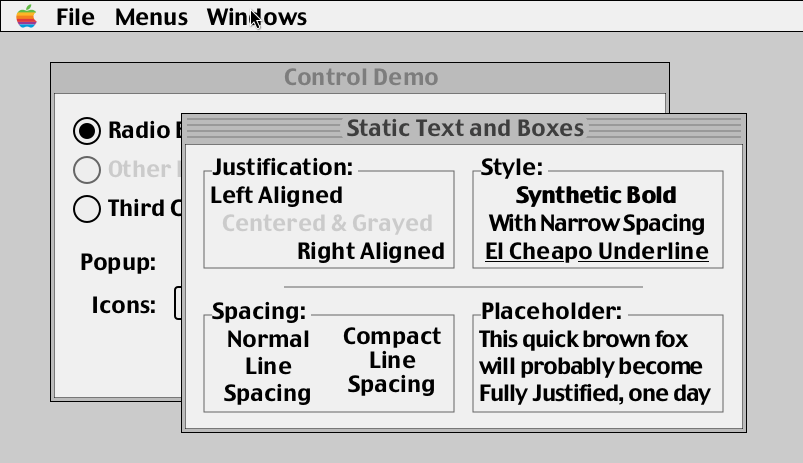 File Menus Windows
Control Demo
Radio
Other
Third
Popup:
Icons:
Static Text and Boxes
Justification:
Left Aligned
Centered & Grayed
Right Aligned
Style:
Synthetic Bold
With Narrow Spacing
El Cheapo Underline
Spacing:
Normal
Line
Spacing
Compact
Line
Spacing
Placeholder:
This quick brown fox
will probably become
Fully Justified, one day